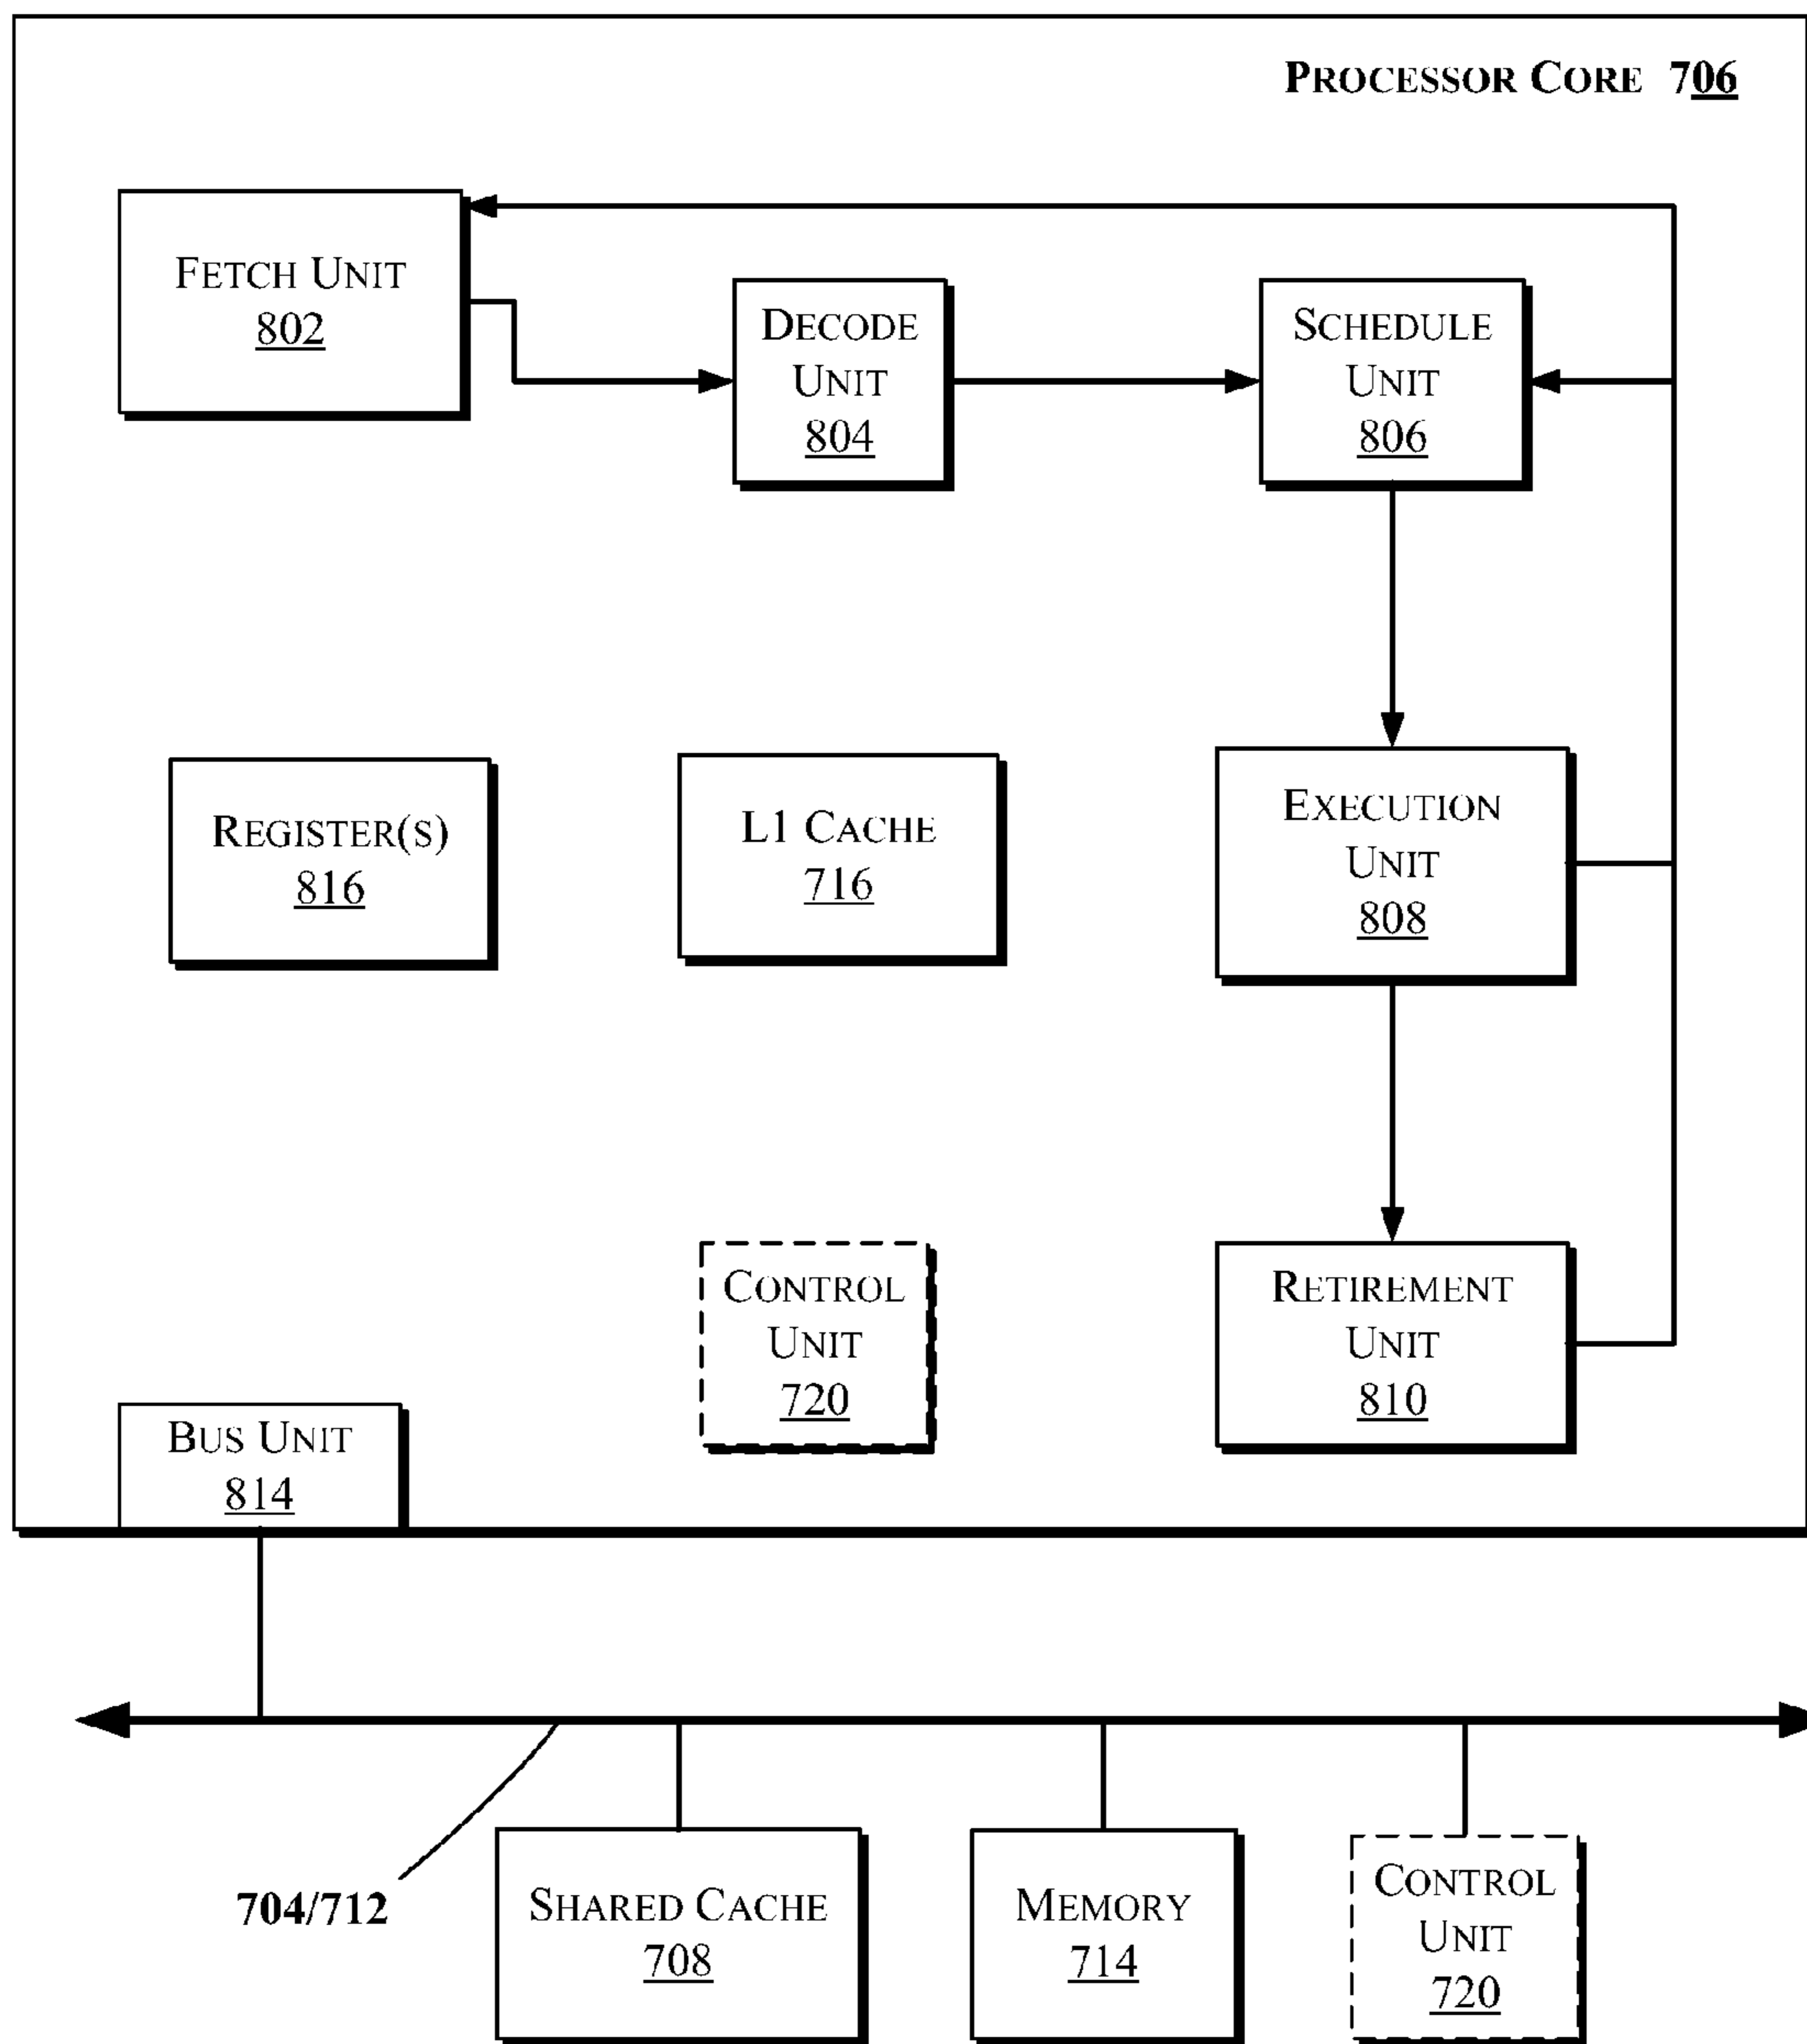 PROCESSOR CORE 706
FETCH UNIT
802
DECODE
UNIT
804
SCHEDULE
UNIT
806
REGISTER(S)
816
L1 CACHE
716
EXECUTION
UNIT
808
CONTROL
UNIT
720
RETIREMENT
UNIT
810
BUS UNIT
814
704/712
SHARED CACHE
708
MEMORY
714
CONTROL
UNIT
720